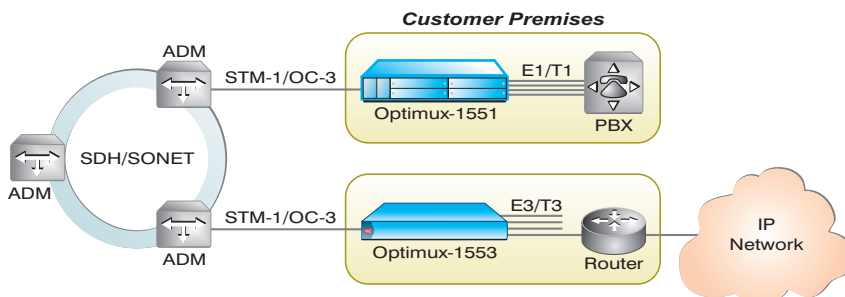 Customer Premises
ADM
STM-1/OC-3
E1/T1
Optimux-1551
PBX
SDH/SONET
ADM
STM-1/OC-3
E3/T3
ADM
Optimux-1553
Router
IP
Network